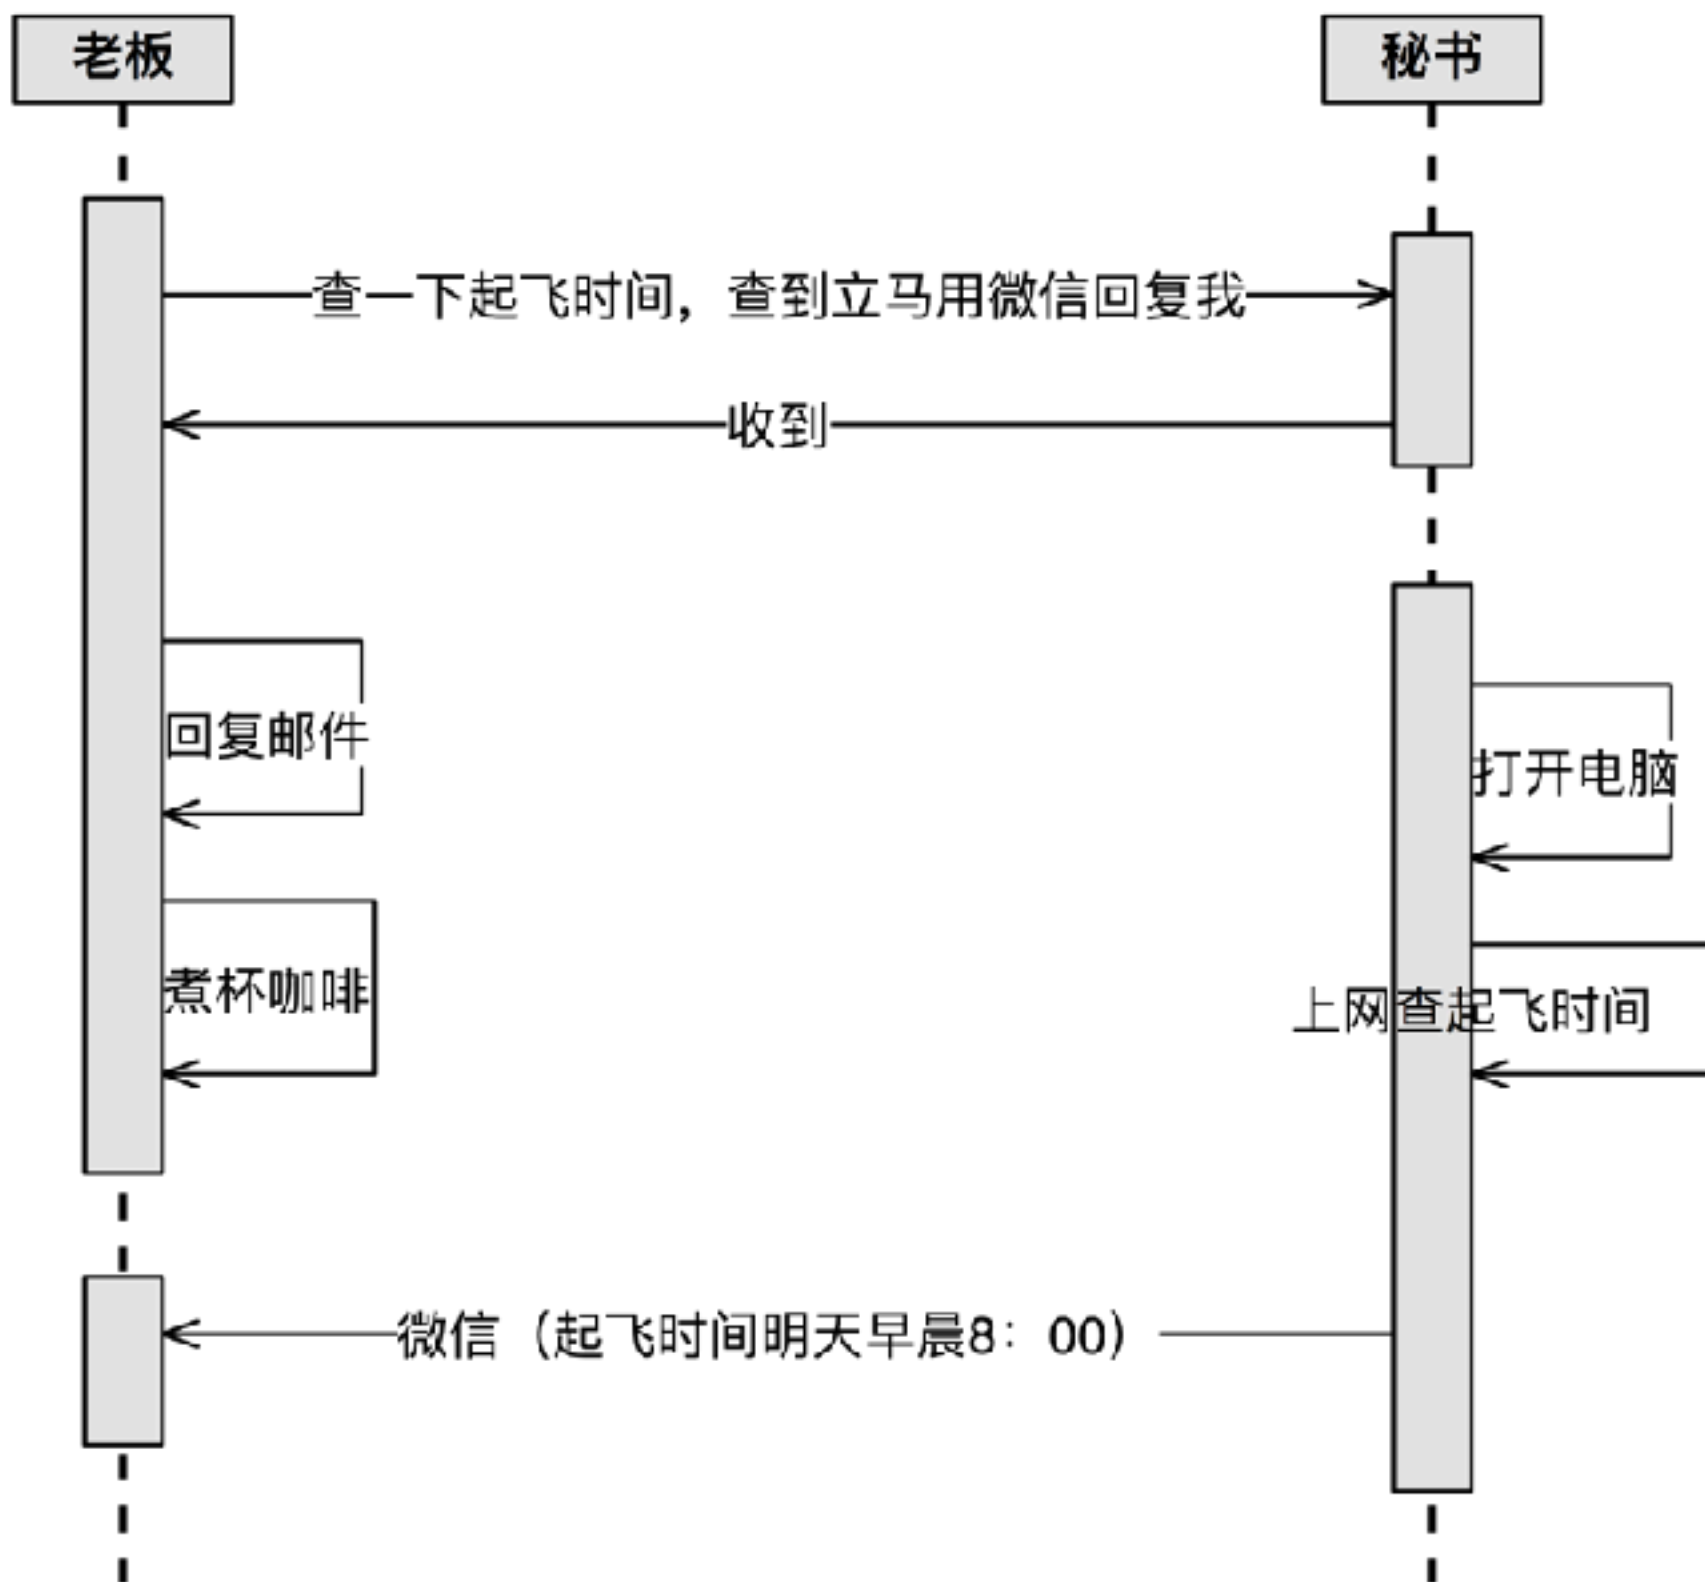 老板
秘书
查一下起飞时间，查到立马用微信回复我
收到
回复邮件
打开电脑
煮杯咖啡
上网查起飞时间
微信（起飞时间明天早晨8：00）